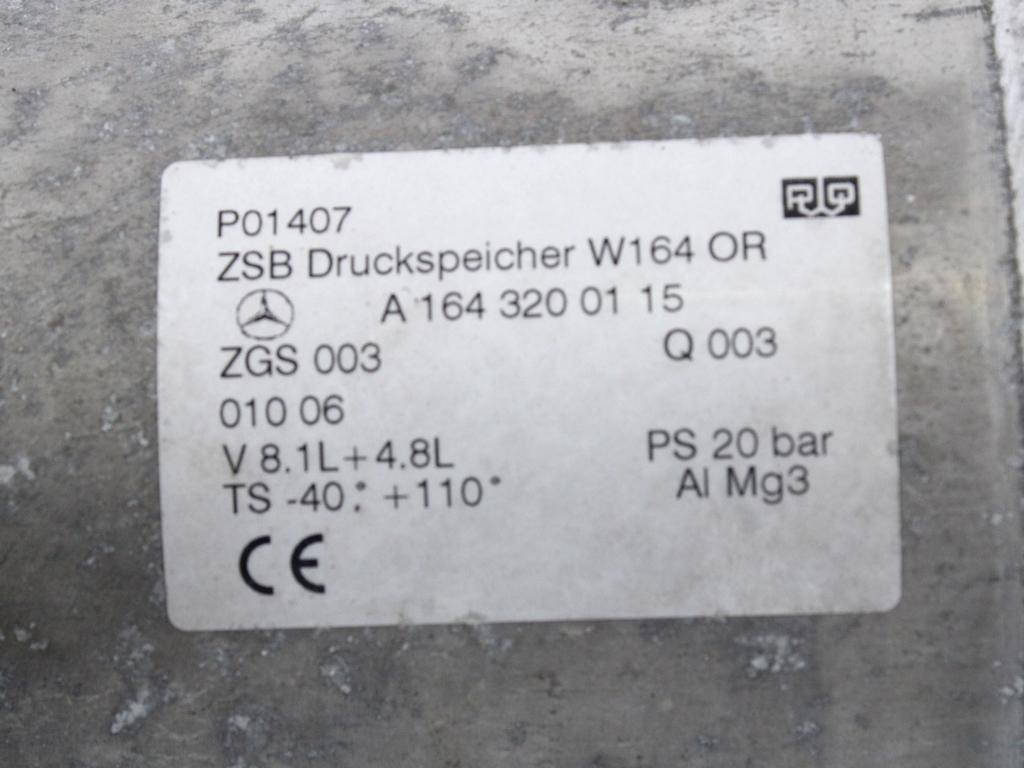 P01407
ZSB Druckspeicher W164 OR
A 164 320 01 15
ZGS 003 Q 003
010 06
V 8.1L+4.8L PS 20 bar
TS -40°: +110° Al Mg3
CE